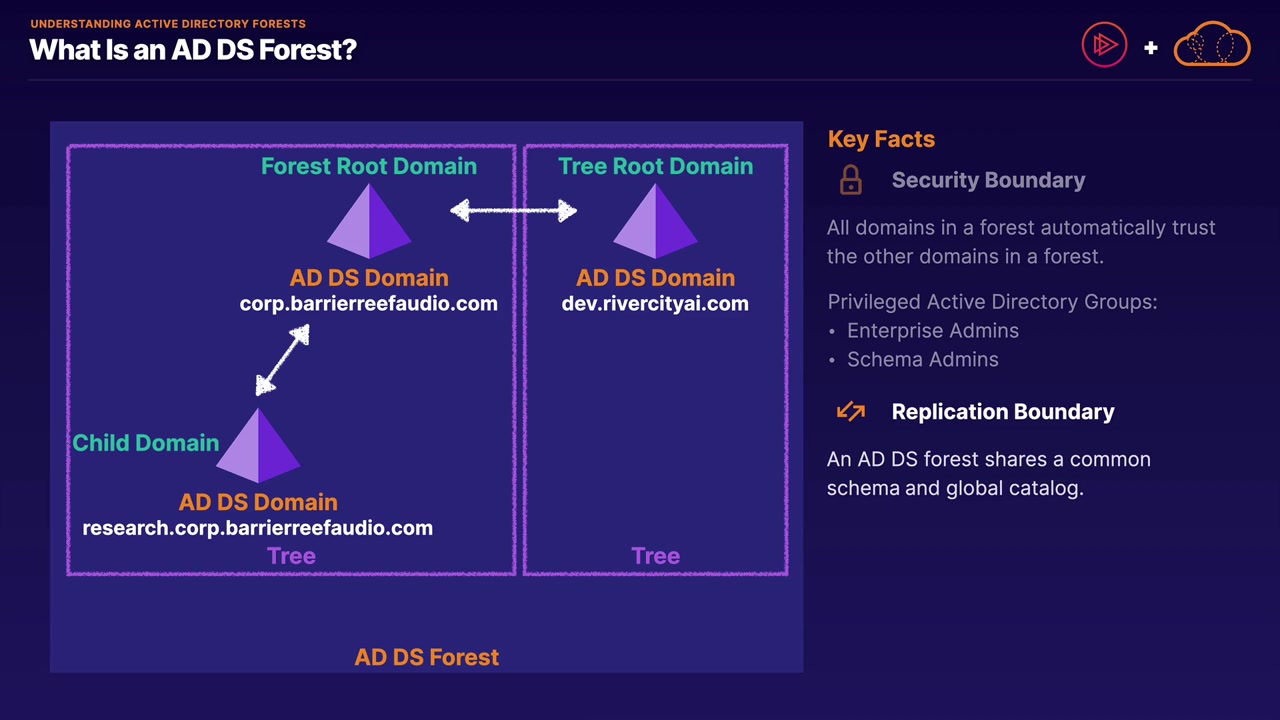 UNDERSTANDING ACTIVE DIRECTORY FORESTS
What Is an AD DS Forest?
Forest Root Domain
AD DS Domain
corp.barrierreefaudio.com
Child Domain
AD DS Domain
research.corp.barrierreefaudio.com
Tree
Tree Root Domain
AD DS Domain
dev.rivercityai.com
Tree
AD DS Forest
Key Facts
Security Boundary
All domains in a forest automatically trust
the other domains in a forest.
Privileged Active Directory Groups:
• Enterprise Admins
• Schema Admins
Replication Boundary
An AD DS forest shares a common
schema and global catalog.